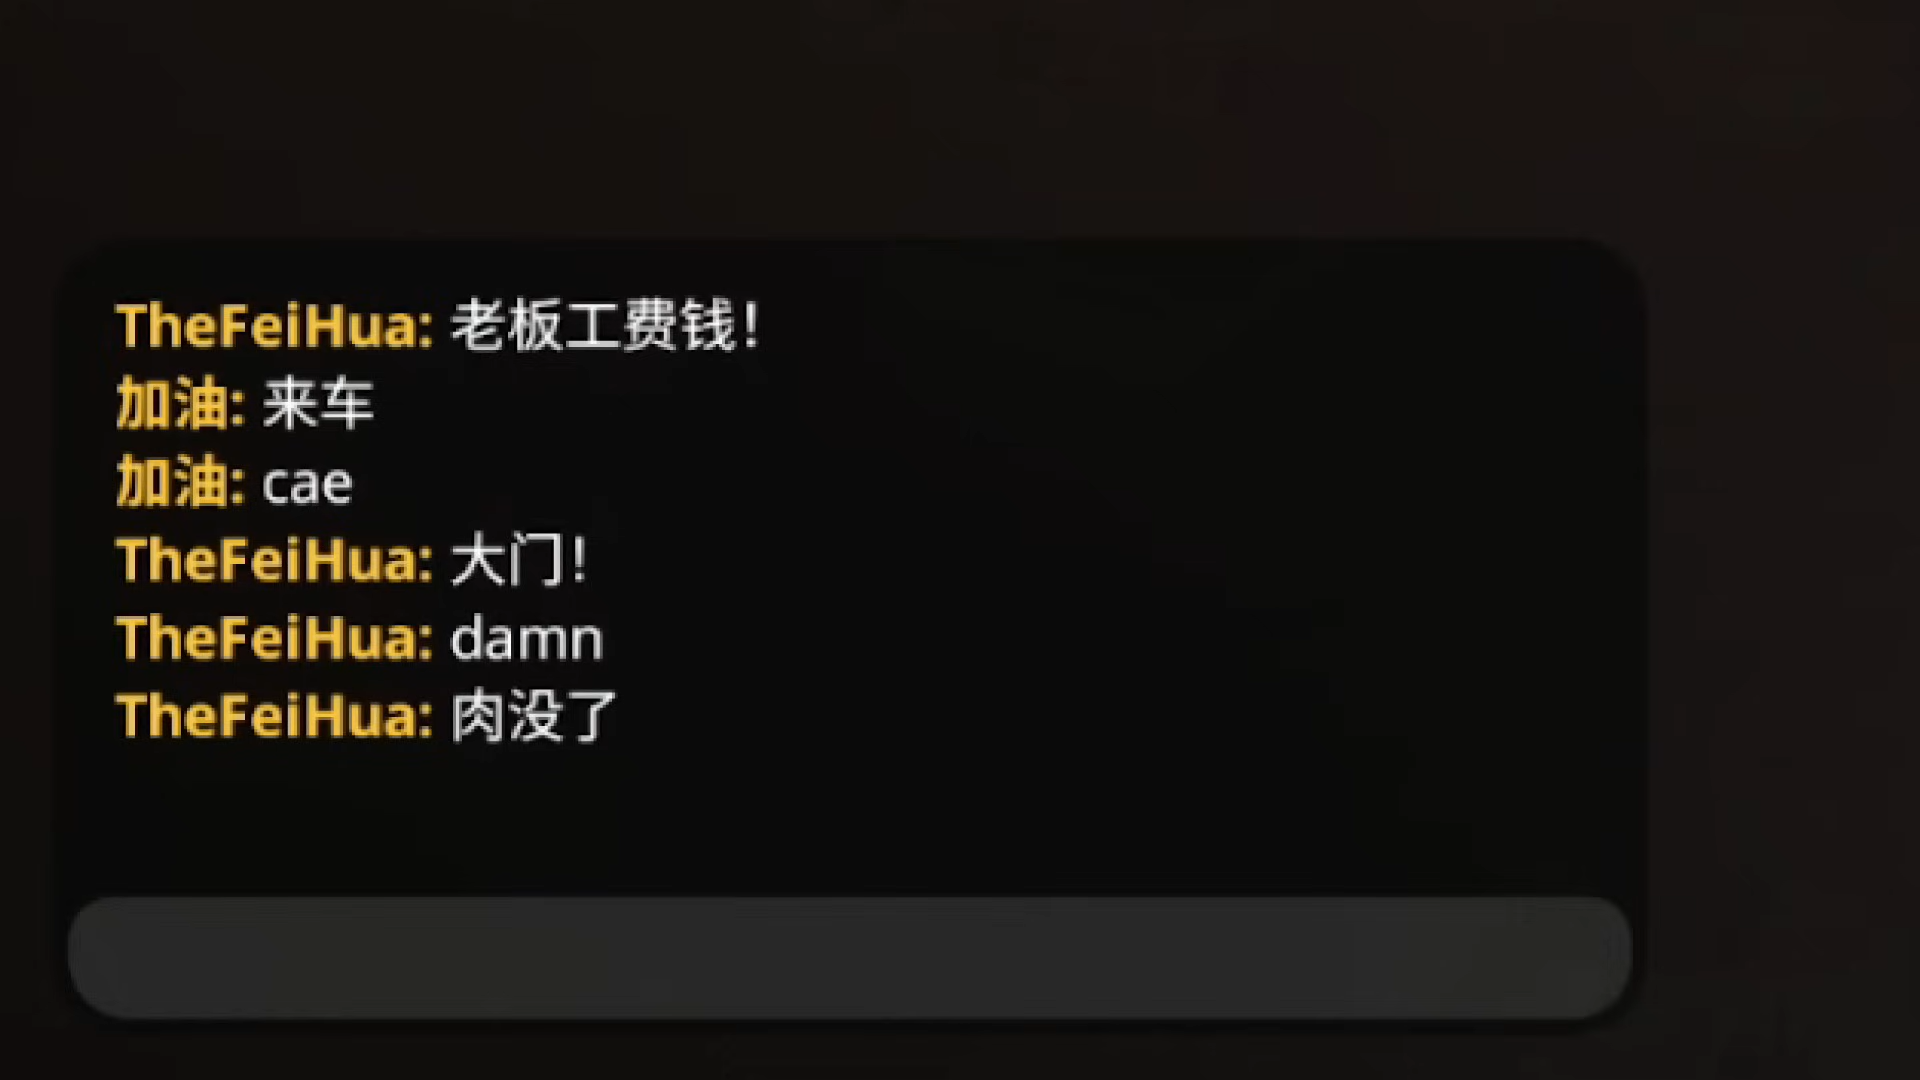 TheFeiHua: 老板工费钱！
加油: 来车
加油: cae
TheFeiHua: 大门！
TheFeiHua: damn
TheFeiHua: 肉没了